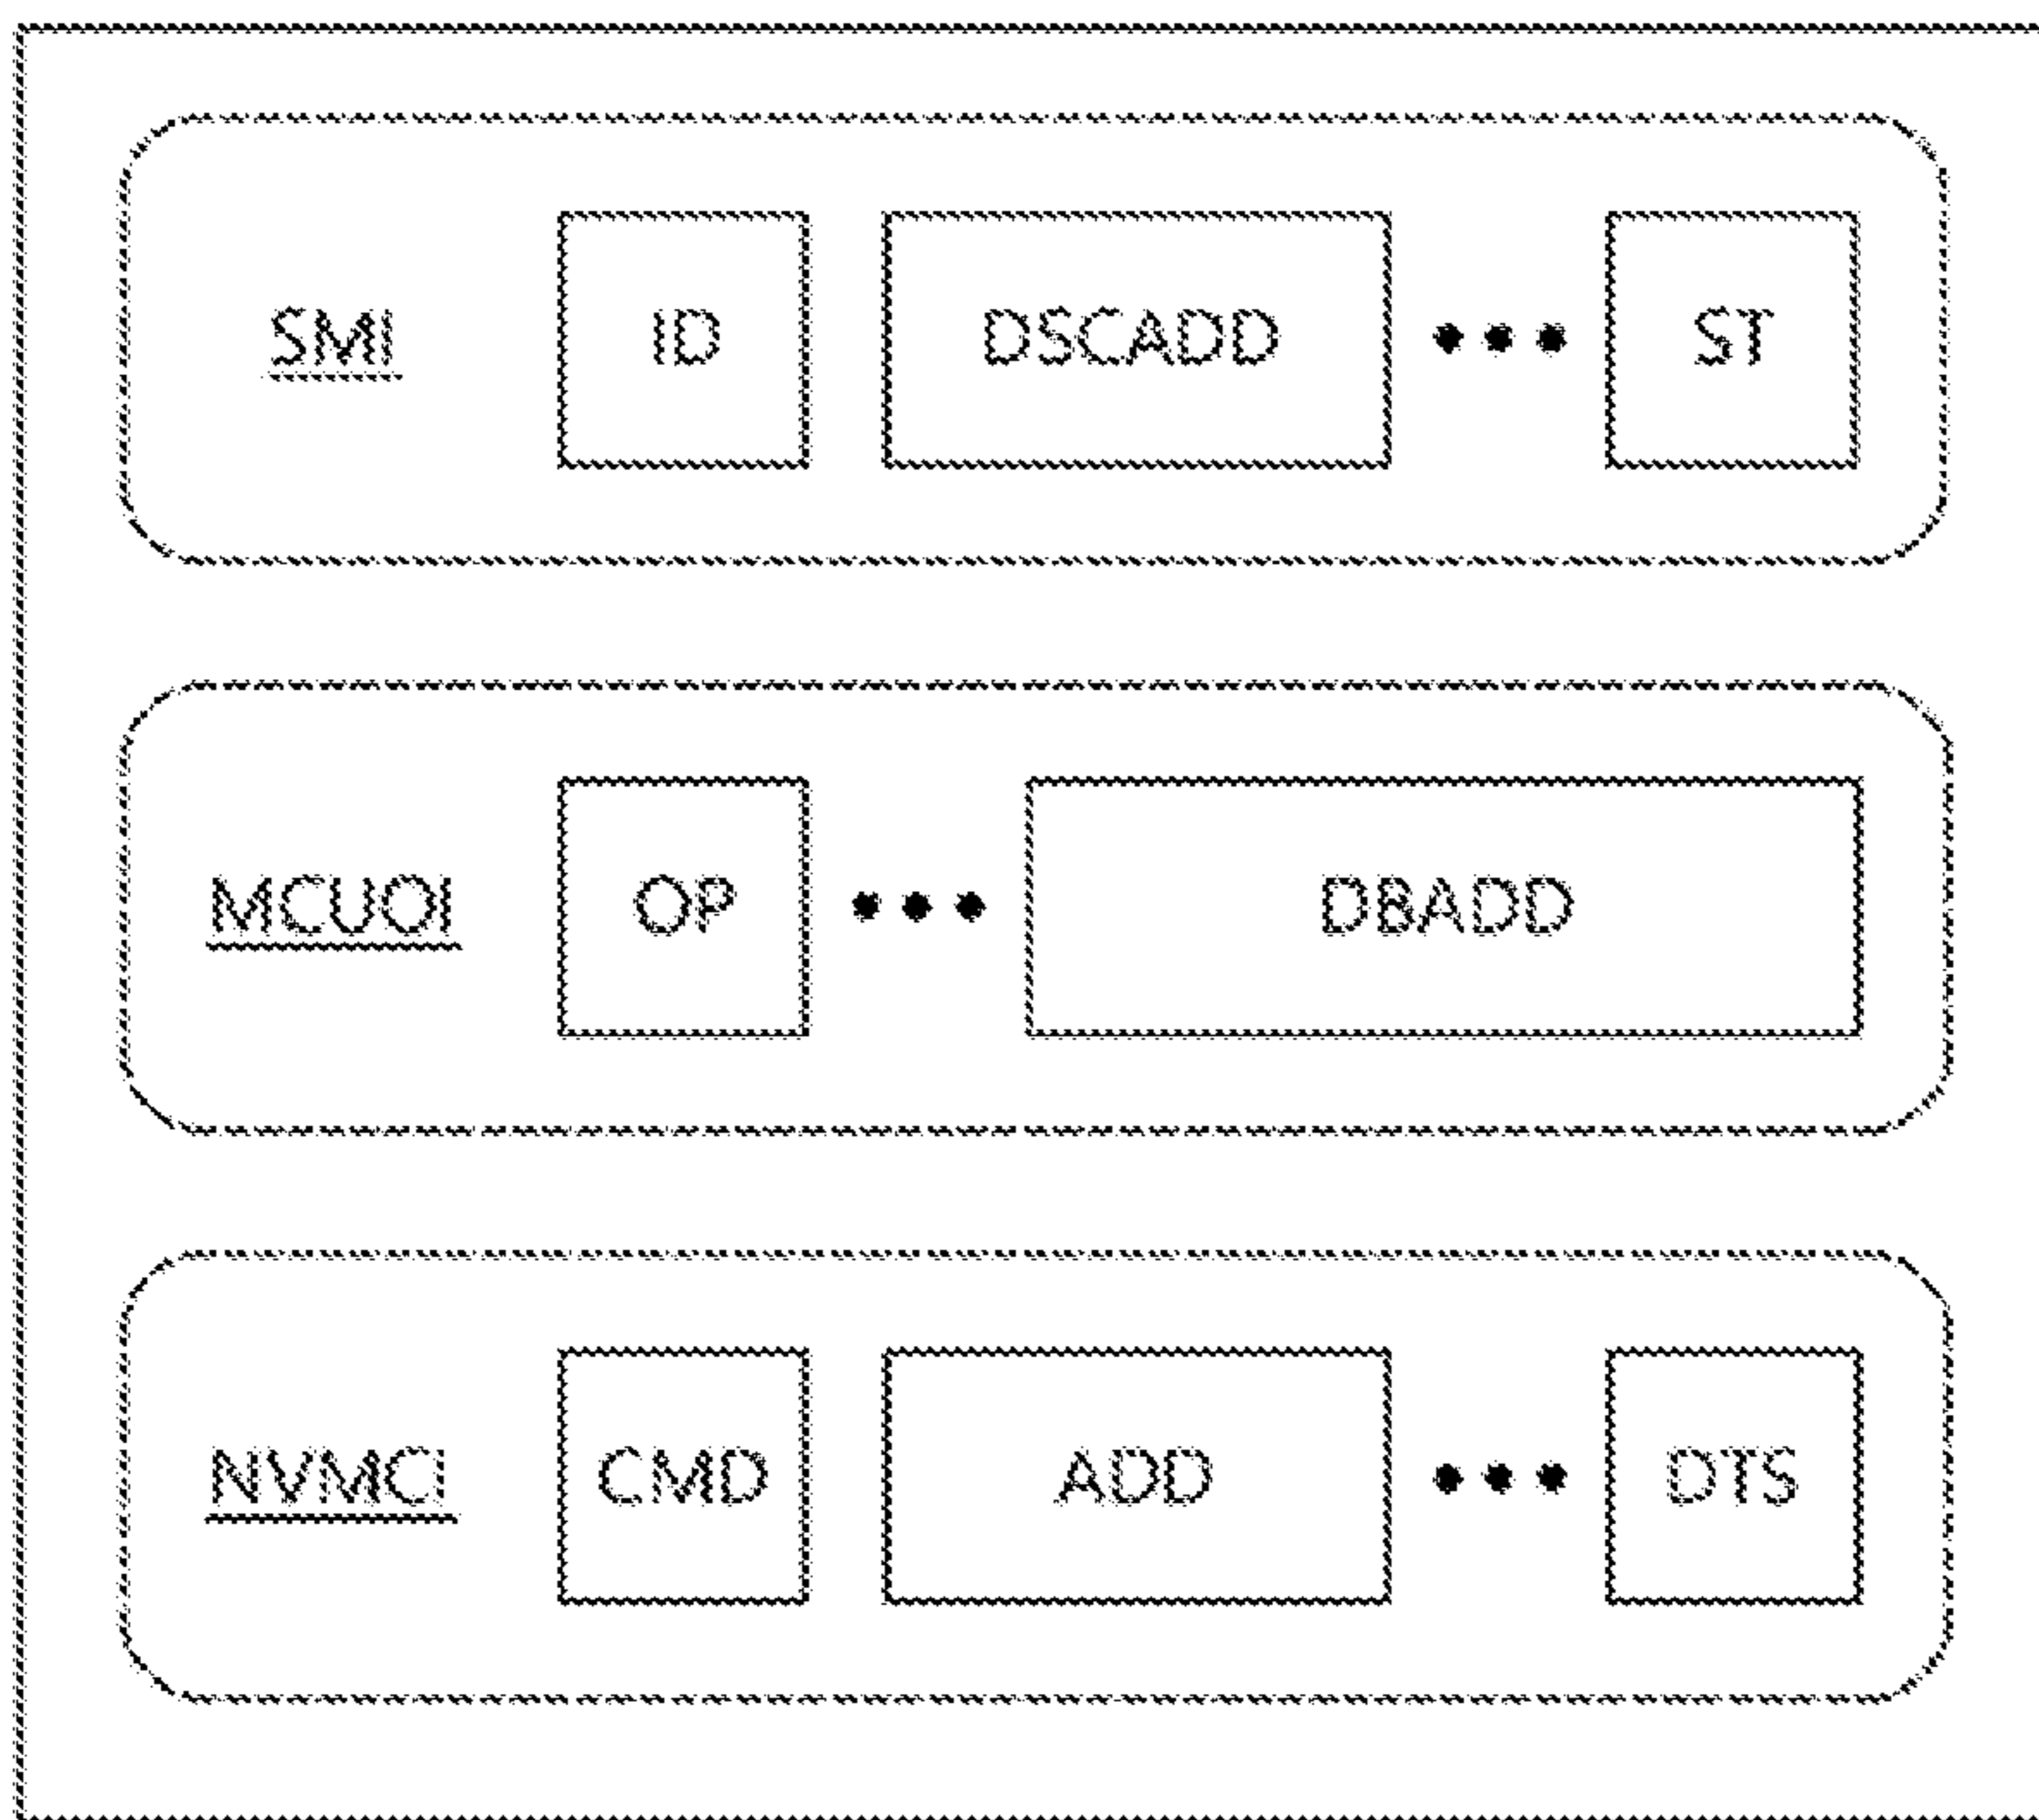 SMI ID DSCADD ••• ST
MCUOI OP ••• DBADD
NVMCI CMD ADD ••• DTS